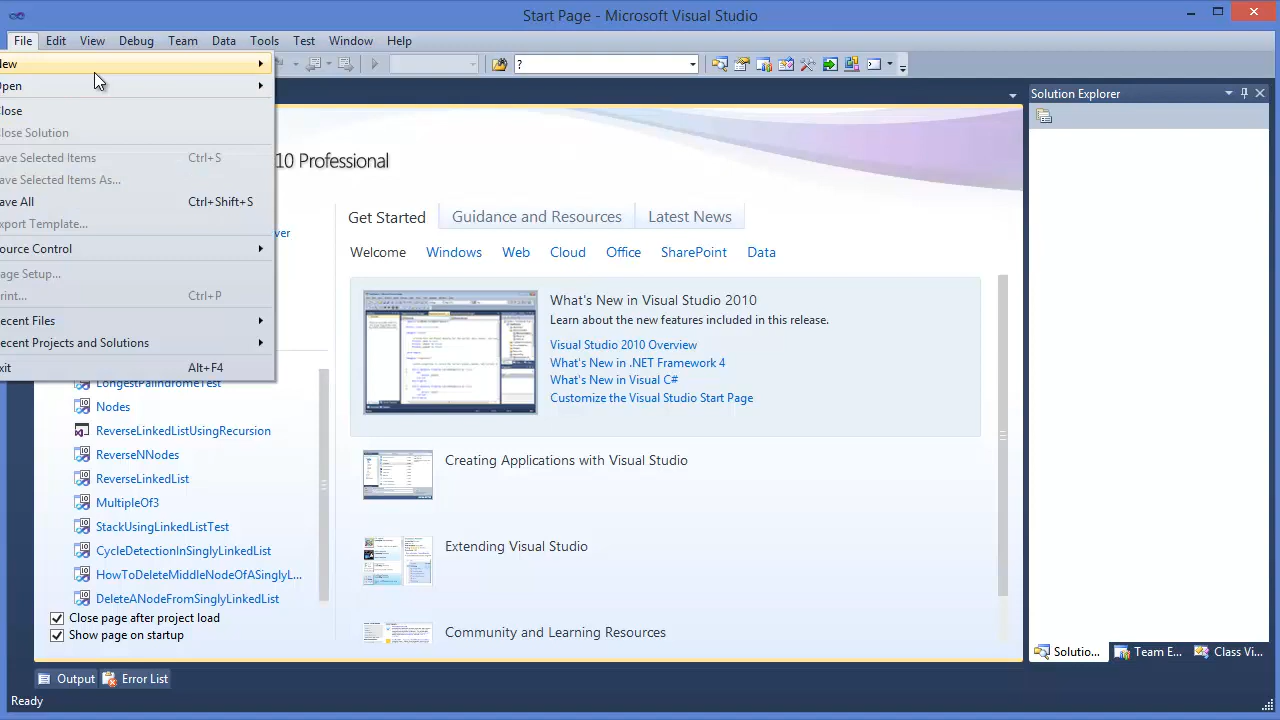 Start Page - Microsoft Visual Studio
File Edit View Debug Team Data Tools Test Window Help
?
ew
pen
lose
lose Solution
ave Selected Items Ctrl+S
ave Selected Items As...
ave All Ctrl+Shift+S
xport Template...
ource Control
age Setup...
rint... Ctrl+P
ecent Files
ecent Projects and Solutions
xit Alt+F4
Solution Explorer
10 Professional
ver
Get Started Guidance and Resources Latest News
Welcome Windows Web Cloud Office SharePoint Data
What's New in Visual Studio 2010
Learn about the new features included in this release.
Visual Studio 2010 Overview
What's New in .NET Framework 4
What's New in Visual C#
Customize the Visual Studio Start Page
Creating Applications with Visual Studio
Extending Visual Studio
Community and Learning Resources
LongestPalindromeTest
Nodes
ReverseLinkedListUsingRecursion
ReverseNNodes
ReverseLinkedList
MultipleOf3
StackUsingLinkedListTest
CycleDetectionInSinglyLinkedList
HowToDeleteMiddleNodeOfASinglyL...
DeleteANodeFromSinglyLinkedList
Close page after project load
Show page on startup
Solutio... Team E... Class Vi...
Output Error List
Ready